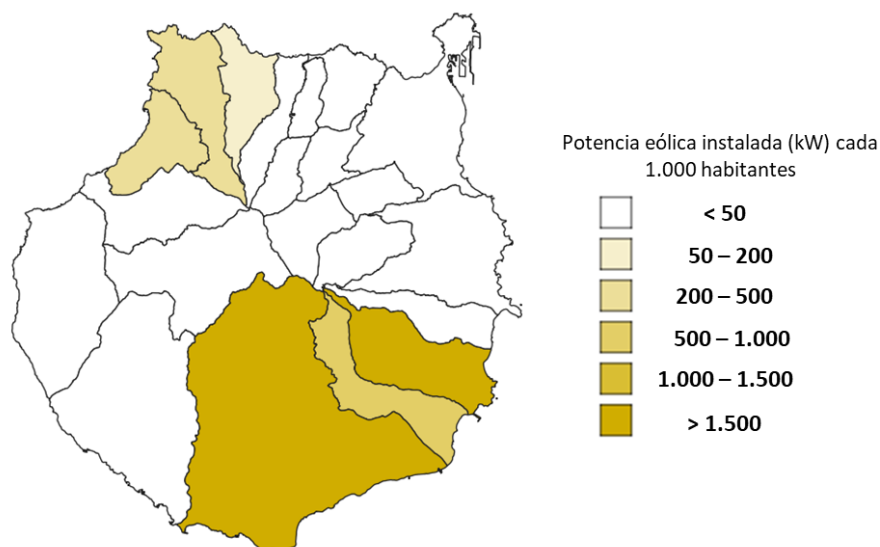 Potencia eólica instalada (kW) cada
1.000 habitantes
< 50
50 – 200
200 – 500
500 – 1.000
1.000 – 1.500
> 1.500